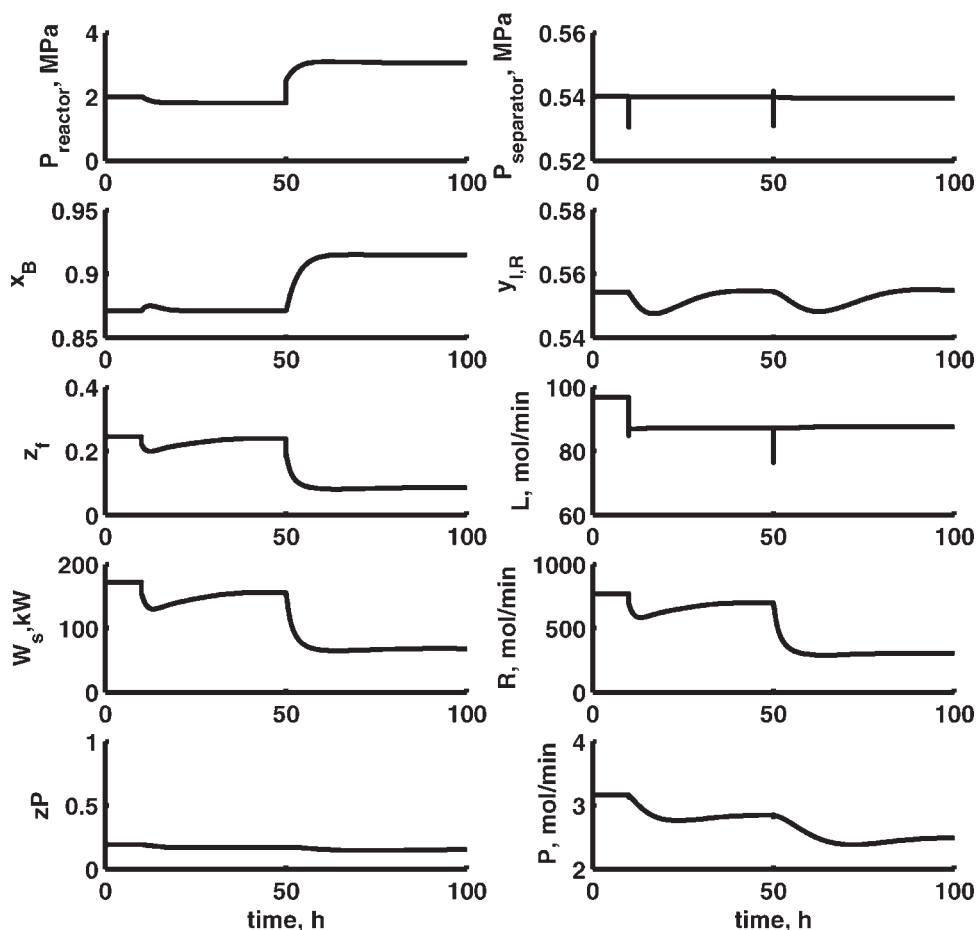 P_reactor, MPa
4
2
0
0 50 100
P_separator, MPa
0.56
0.54
0.52
0 50 100
x_B
0.95
0.9
0.85
0 50 100
y_I,R
0.58
0.56
0.54
0 50 100
z_f
0.4
0.2
0
0 50 100
L, mol/min
100
80
60
0 50 100
W_s,kW
200
100
0
0 50 100
R, mol/min
1000
500
0
0 50 100
zP
1
0.5
0
0 50 100
time, h
P, mol/min
4
3
2
0 50 100
time, h